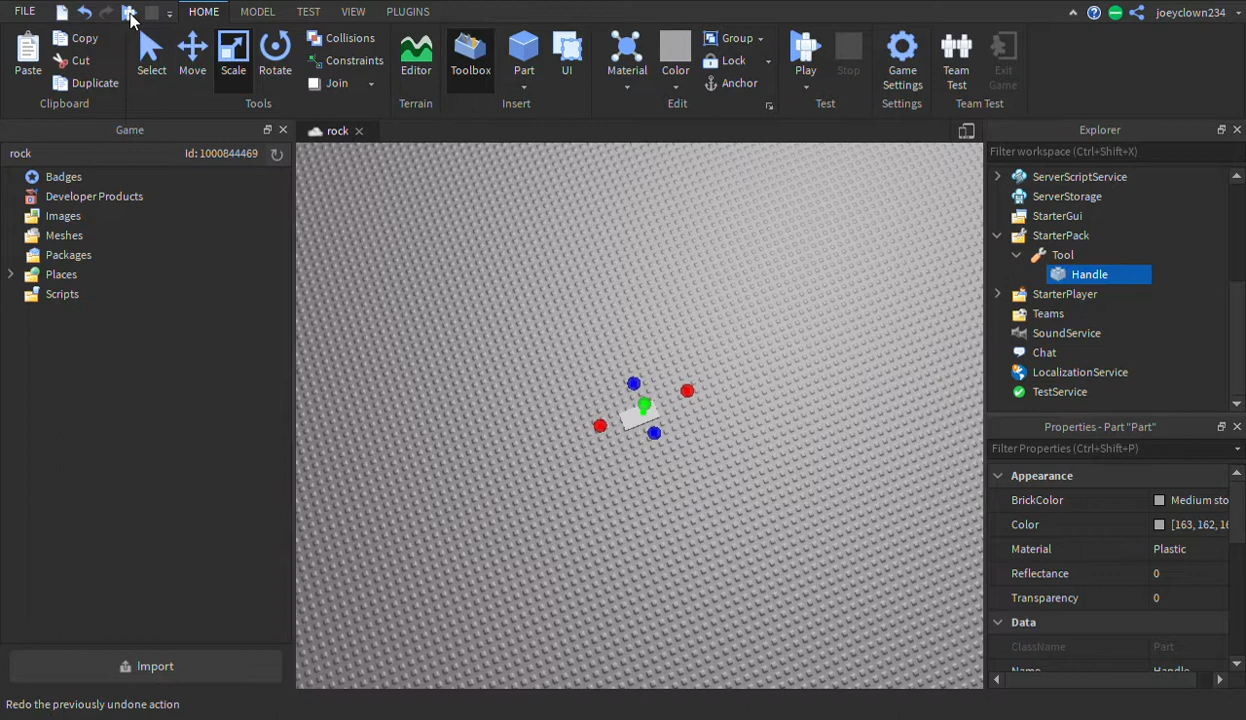 FILE HOME MODEL TEST VIEW PLUGINS joeyclown234
Paste Copy Cut Duplicate Clipboard
Select Move Scale Rotate Collisions Constraints Join Tools
Editor Terrain
Toolbox Part UI Insert
Material Color Group Lock Anchor Edit
Play Stop Test
Game Settings Settings
Team Test Exit Game Team Test
Game
rock Id: 1000844469
Badges
Developer Products
Images
Meshes
Packages
Places
Scripts
Import
rock
Explorer
Filter workspace (Ctrl+Shift+X)
ServerScriptService
ServerStorage
StarterGui
StarterPack
Tool
Handle
StarterPlayer
Teams
SoundService
Chat
LocalizationService
TestService
Properties - Part "Part"
Filter Properties (Ctrl+Shift+P)
Appearance
BrickColor Medium sto
Color [163, 162, 16
Material Plastic
Reflectance 0
Transparency 0
Data
ClassName Part
Name Handle
Redo the previously undone action